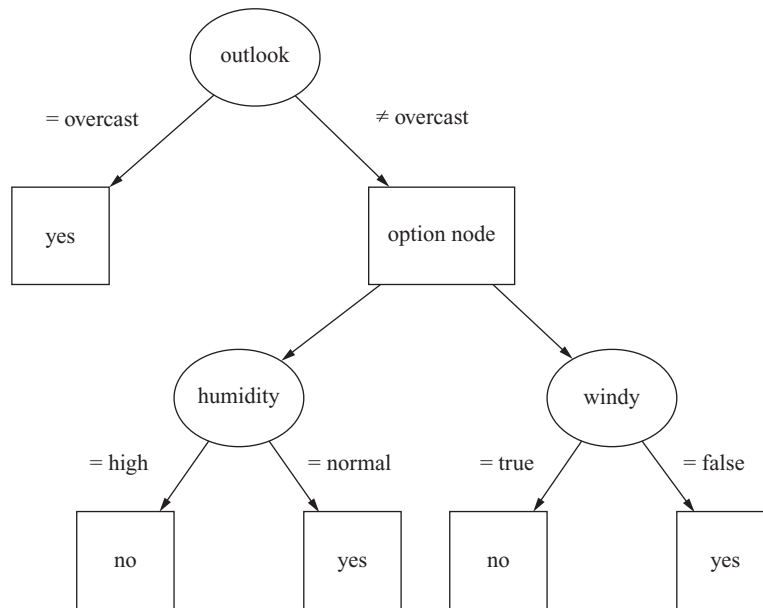 outlook
= overcast
≠ overcast
yes
option node
humidity
windy
= high
= normal
= true
= false
no
yes
no
yes